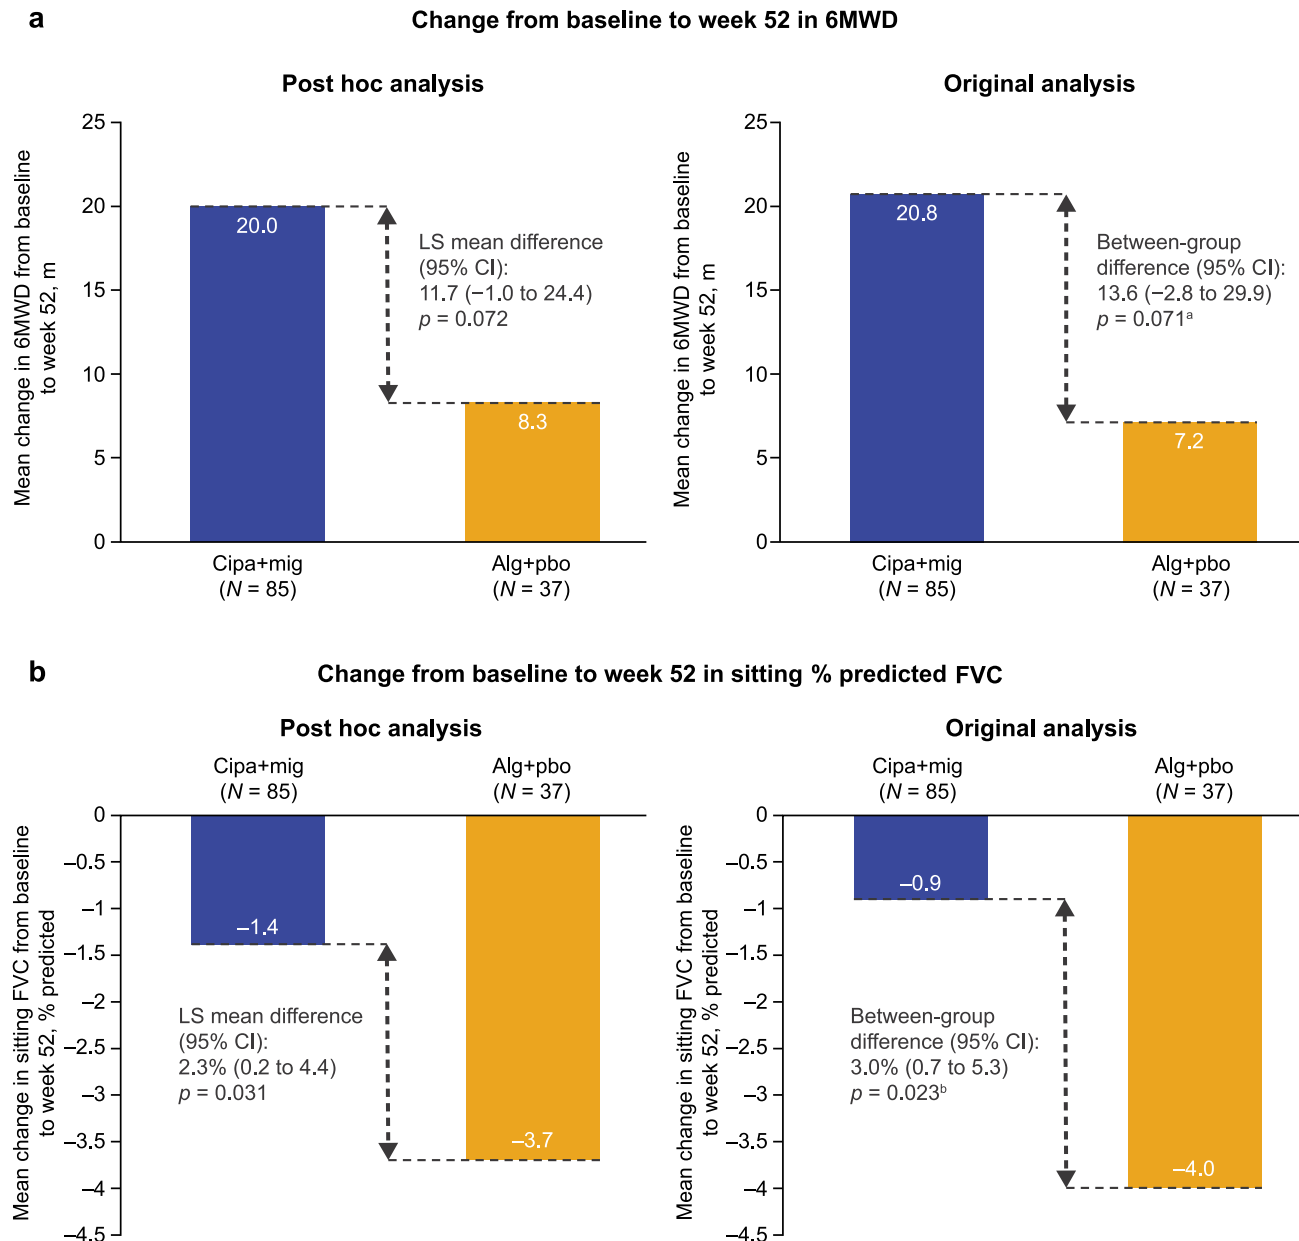 a
Change from baseline to week 52 in 6MWD
Post hoc analysis
Mean change in 6MWD from baseline
to week 52, m
25
20
15
10
5
0
20.0
8.3
LS mean difference
(95% CI):
11.7 (−1.0 to 24.4)
p = 0.072
Cipa+mig
(N = 85)
Alg+pbo
(N = 37)
Original analysis
Mean change in 6MWD from baseline
to week 52, m
25
20
15
10
5
0
20.8
7.2
Between-group
difference (95% CI):
13.6 (−2.8 to 29.9)
p = 0.071ᵃ
Cipa+mig
(N = 85)
Alg+pbo
(N = 37)
b
Change from baseline to week 52 in sitting % predicted FVC
Post hoc analysis
Cipa+mig
(N = 85)
Alg+pbo
(N = 37)
Mean change in sitting FVC from baseline
to week 52, % predicted
0
−0.5
−1
−1.5
−2
−2.5
−3
−3.5
−4
−4.5
−1.4
−3.7
LS mean difference
(95% CI):
2.3% (0.2 to 4.4)
p = 0.031
Original analysis
Cipa+mig
(N = 85)
Alg+pbo
(N = 37)
Mean change in sitting FVC from baseline
to week 52, % predicted
0
−0.5
−1
−1.5
−2
−2.5
−3
−3.5
−4
−4.5
−0.9
−4.0
Between-group
difference (95% CI):
3.0% (0.7 to 5.3)
p = 0.023ᵇ